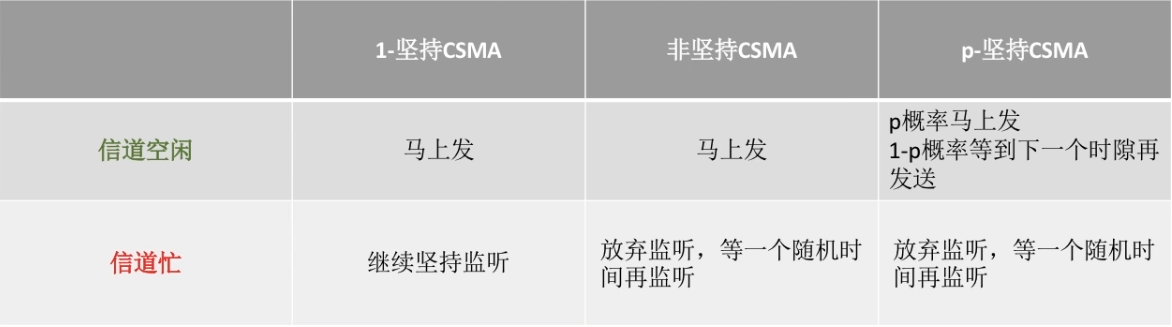 1-坚持CSMA
非坚持CSMA
p-坚持CSMA
信道空闲
马上发
马上发
p概率马上发
1-p概率等到下一个时隙再
发送
信道忙
继续坚持监听
放弃监听，等一个随机时
间再监听
放弃监听，等一个随机时
间再监听